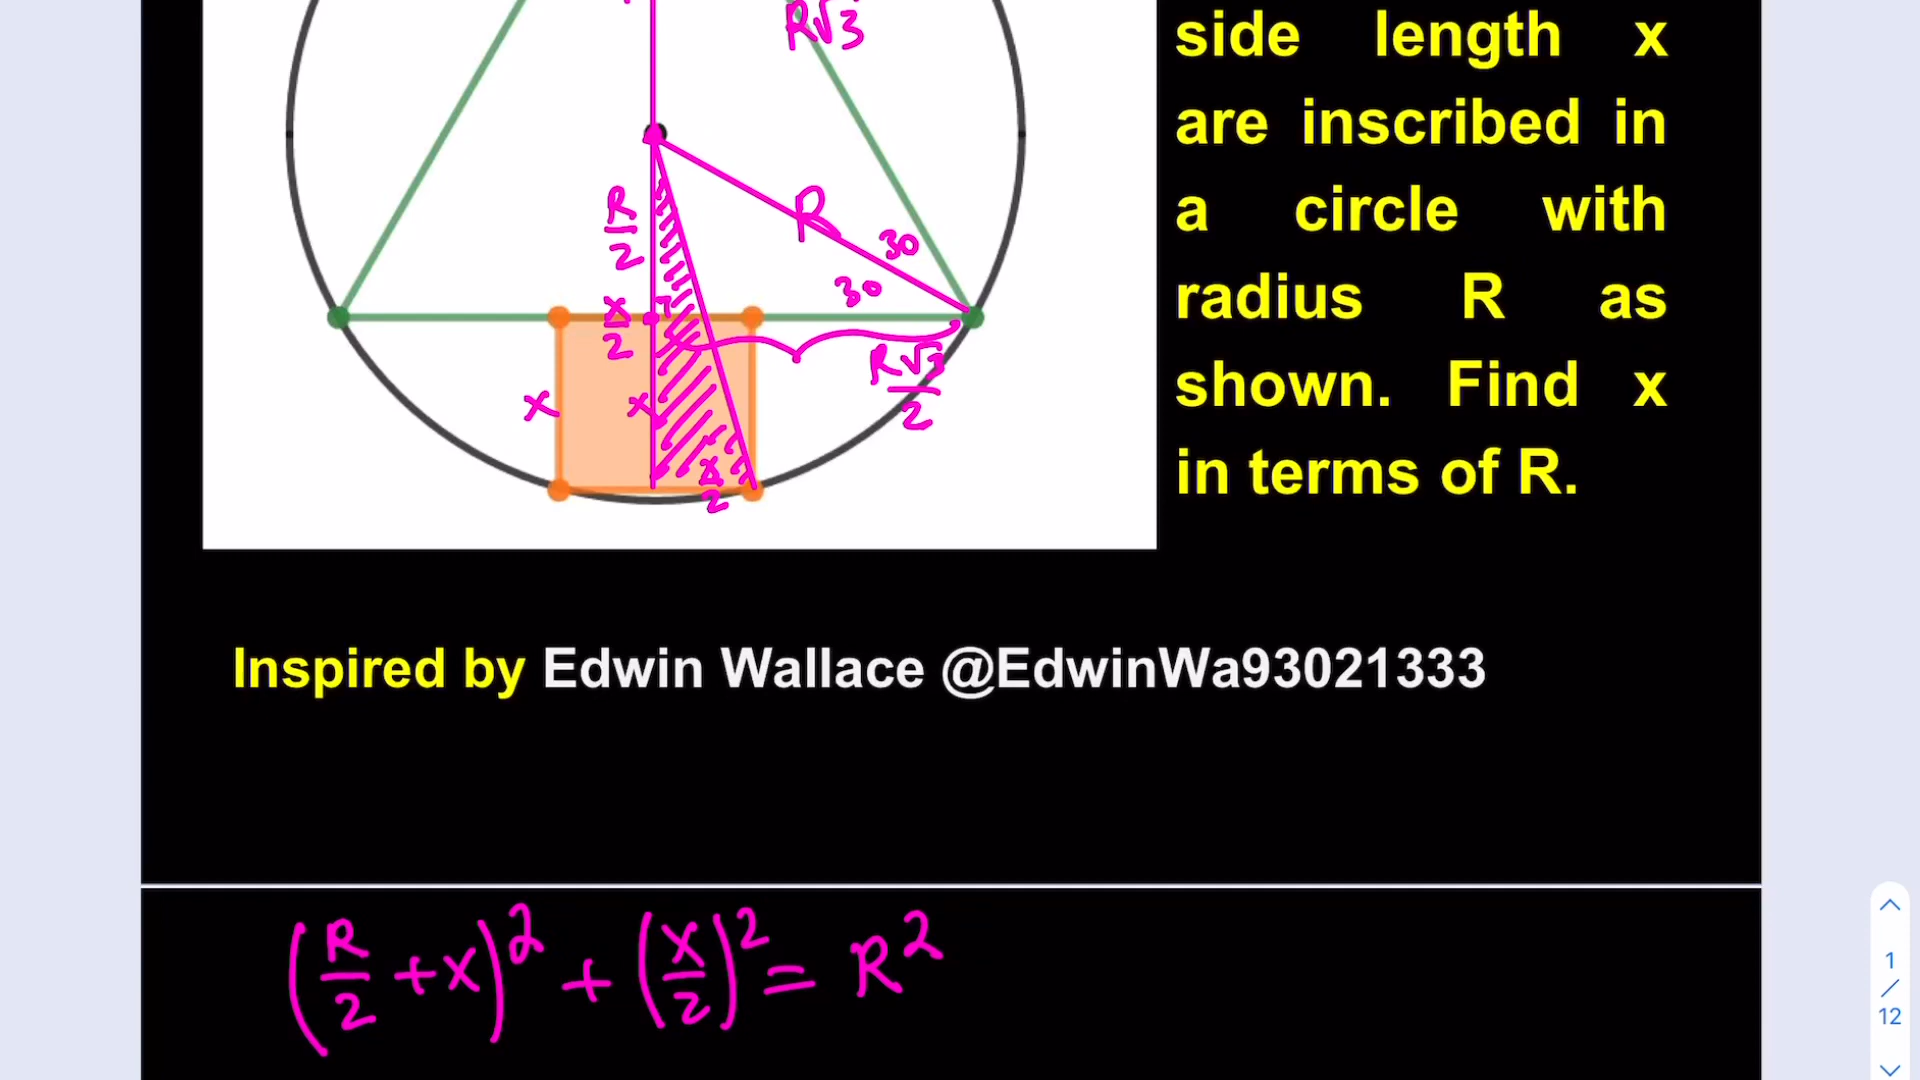 R√3
side length x
are inscribed in
a circle with
radius R as
shown. Find x
in terms of R.
R/2
R
30
30
x/2
R√3/2
x
x
x/2
Inspired by Edwin Wallace @EdwinWa93021333
(R/2 + x)² + (x/2)² = R²
1
/
12